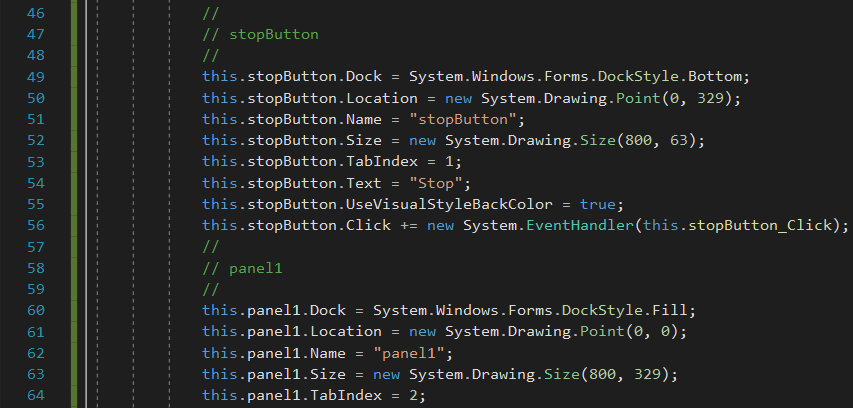 46 //
47 // stopButton
48 //
49 this.stopButton.Dock = System.Windows.Forms.DockStyle.Bottom;
50 this.stopButton.Location = new System.Drawing.Point(0, 329);
51 this.stopButton.Name = "stopButton";
52 this.stopButton.Size = new System.Drawing.Size(800, 63);
53 this.stopButton.TabIndex = 1;
54 this.stopButton.Text = "Stop";
55 this.stopButton.UseVisualStyleBackColor = true;
56 this.stopButton.Click += new System.EventHandler(this.stopButton_Click);
57 //
58 // panel1
59 //
60 this.panel1.Dock = System.Windows.Forms.DockStyle.Fill;
61 this.panel1.Location = new System.Drawing.Point(0, 0);
62 this.panel1.Name = "panel1";
63 this.panel1.Size = new System.Drawing.Size(800, 329);
64 this.panel1.TabIndex = 2;